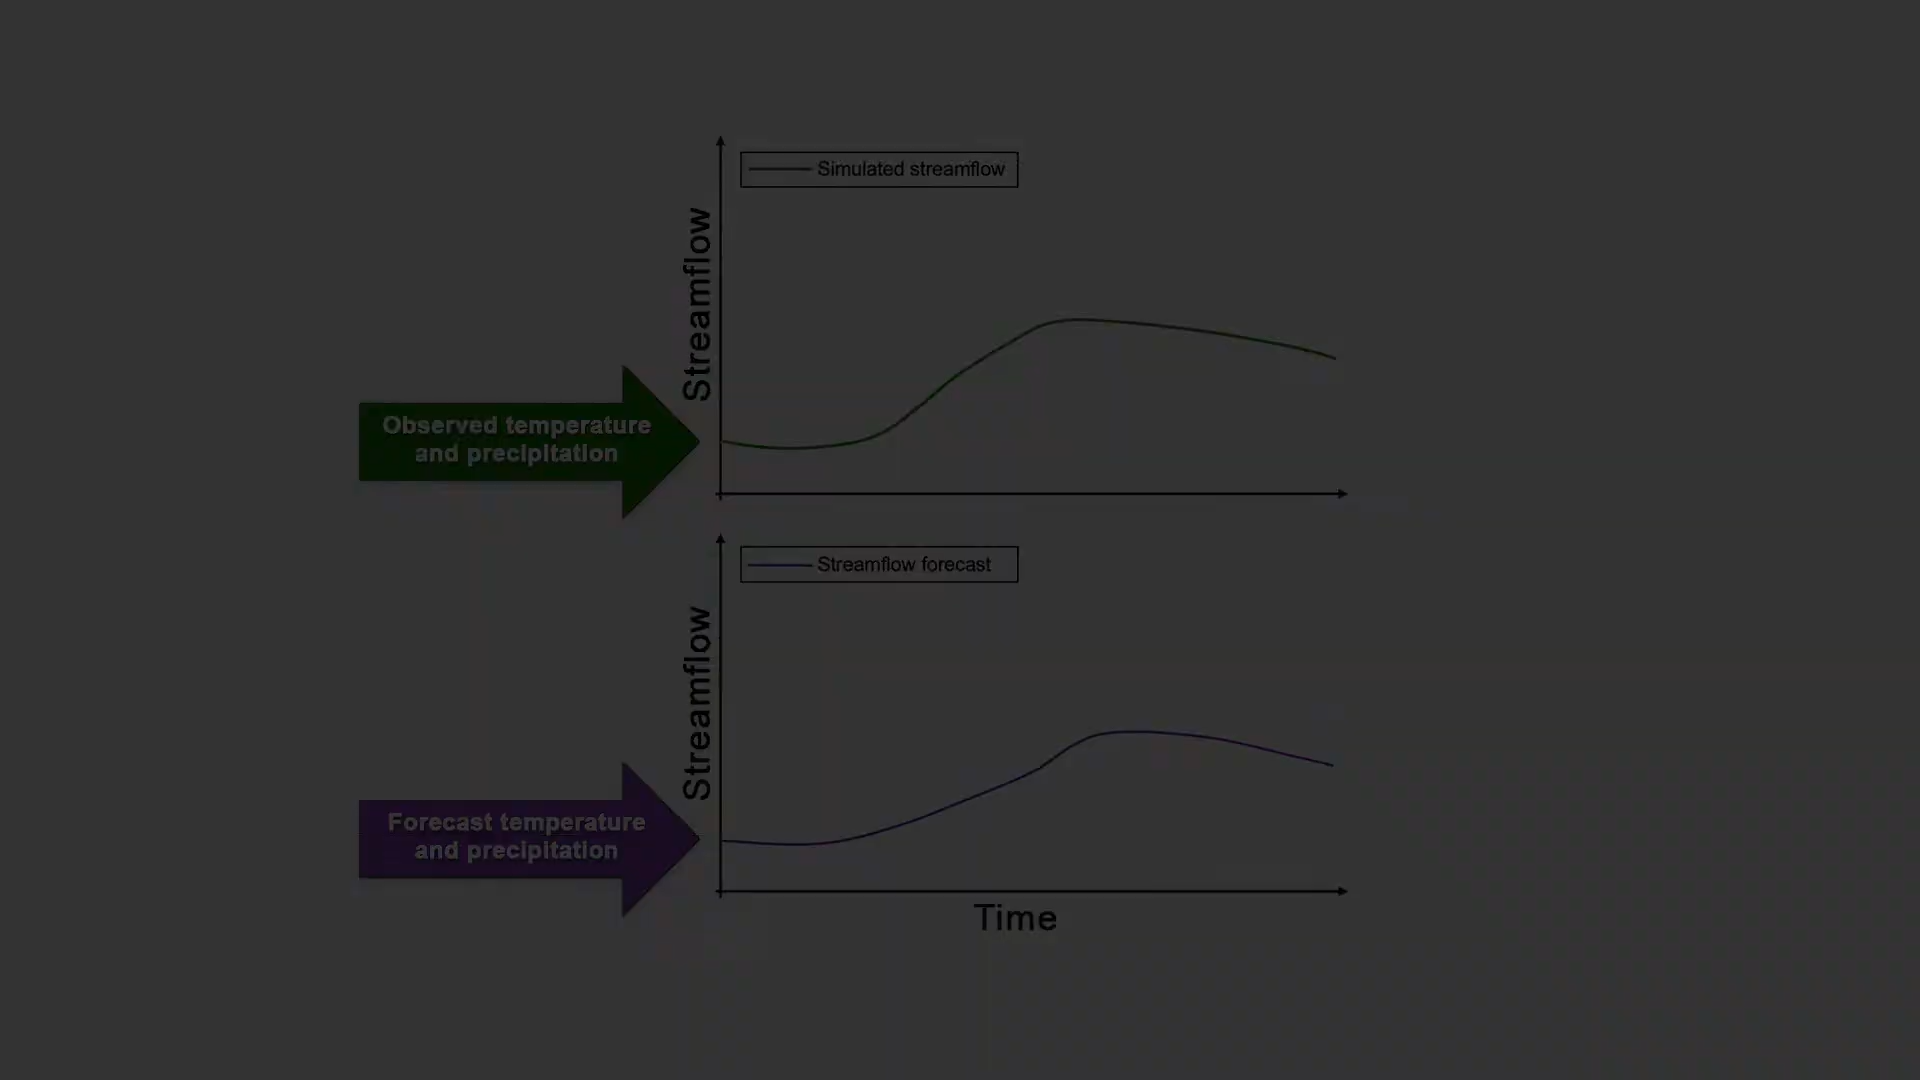 Simulated streamflow
Streamflow
Observed temperature
and precipitation
Streamflow forecast
Streamflow
Forecast temperature
and precipitation
Time